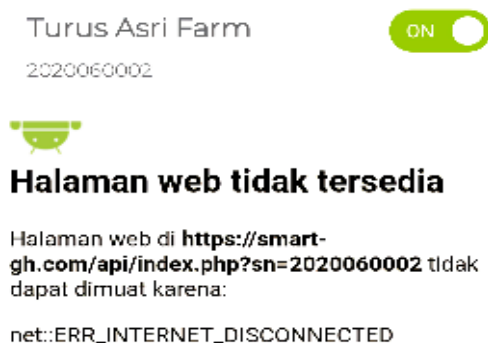 Turus Asri Farm
ON
2020060002
Halaman web tidak tersedia
Halaman web di https://smart-
gh.com/api/index.php?sn=2020060002 tidak
dapat dimuat karena:
net::ERR_INTERNET_DISCONNECTED